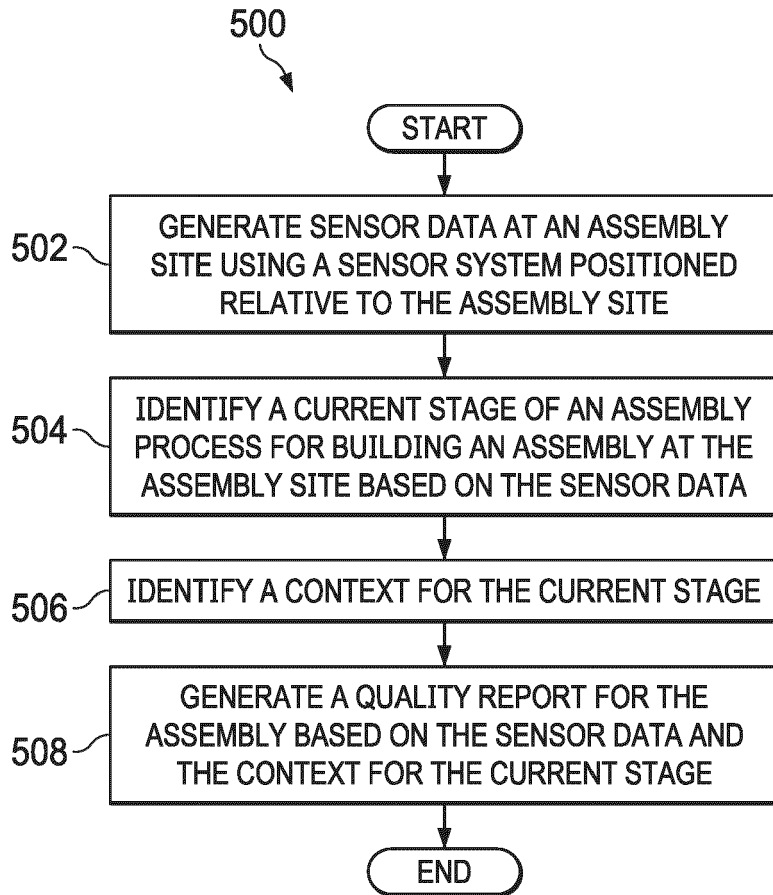 500
START
502
GENERATE SENSOR DATA AT AN ASSEMBLY
SITE USING A SENSOR SYSTEM POSITIONED
RELATIVE TO THE ASSEMBLY SITE
504
IDENTIFY A CURRENT STAGE OF AN ASSEMBLY
PROCESS FOR BUILDING AN ASSEMBLY AT THE
ASSEMBLY SITE BASED ON THE SENSOR DATA
506
IDENTIFY A CONTEXT FOR THE CURRENT STAGE
508
GENERATE A QUALITY REPORT FOR THE
ASSEMBLY BASED ON THE SENSOR DATA AND
THE CONTEXT FOR THE CURRENT STAGE
END